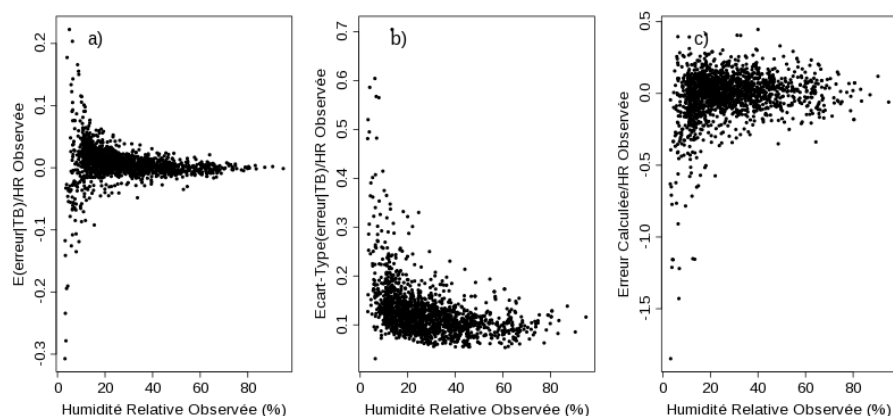 a)
E(erreur|TB)/HR Observée
0.2
0.1
0.0
-0.1
-0.2
-0.3
0 20 40 60 80 100
Humidité Relative Observée (%)
b)
Ecart-Type(erreur|TB)/HR Observée
0.7
0.6
0.5
0.4
0.3
0.2
0.1
0 20 40 60 80 100
Humidité Relative Observée (%)
c)
Erreur Calculée/HR Observée
0.5
0.0
-0.5
-1.0
-1.5
0 20 40 60 80
Humidité Relative Observée (%)